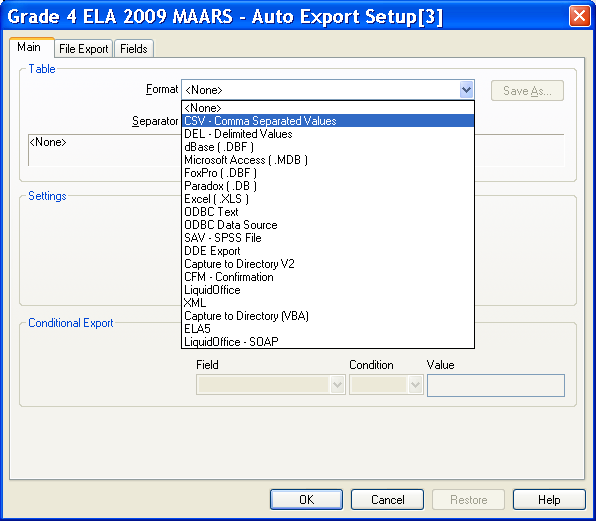 Grade 4 ELA 2009 MAARS - Auto Export Setup[3]
Main File Export Fields
Table
Format <None> Save As...
<None>
Separator CSV - Comma Separated Values
DEL - Delimited Values
<None> dBase ( .DBF )
Microsoft Access ( .MDB )
FoxPro ( .DBF )
Paradox ( .DB )
Settings Excel ( .XLS )
ODBC Text
ODBC Data Source
SAV - SPSS File
DDE Export
Capture to Directory V2
CFM - Confirmation
LiquidOffice
XML
Conditional Export Capture to Directory (VBA)
ELA5
LiquidOffice - SOAP
Field Condition Value
OK Cancel Restore Help